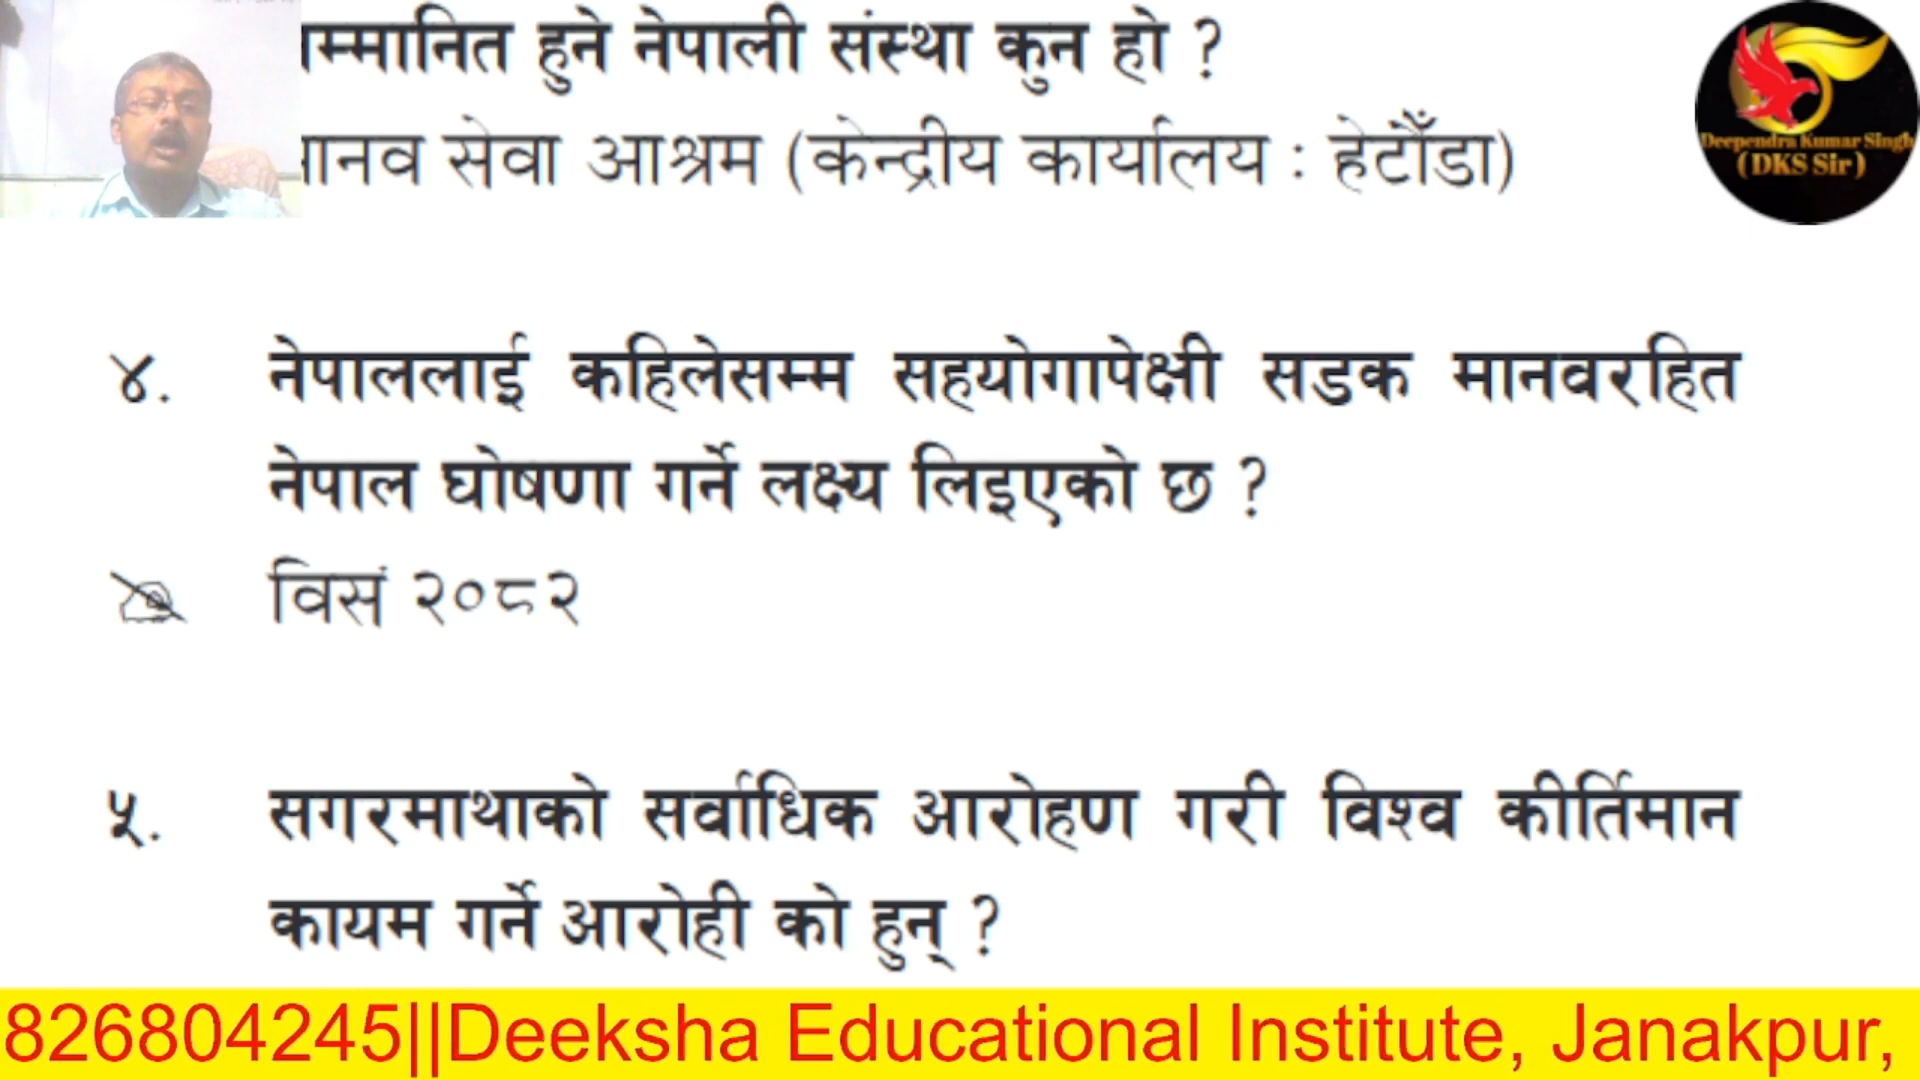 म्मानित हुने नेपाली संस्था कुन हो ?
मानव सेवा आश्रम (केन्द्रीय कार्यालय : हेटौँडा)
Deependra Kumar Singh
(DKS Sir)
४. नेपाललाई कहिलेसम्म सहयोगापेक्षी सडक मानवरहित
नेपाल घोषणा गर्ने लक्ष्य लिइएको छ ?
विसं २०८२
५. सगरमाथाको सर्वाधिक आरोहण गरी विश्व कीर्तिमान
कायम गर्ने आरोही को हुन् ?
826804245||Deeksha Educational Institute, Janakpur,